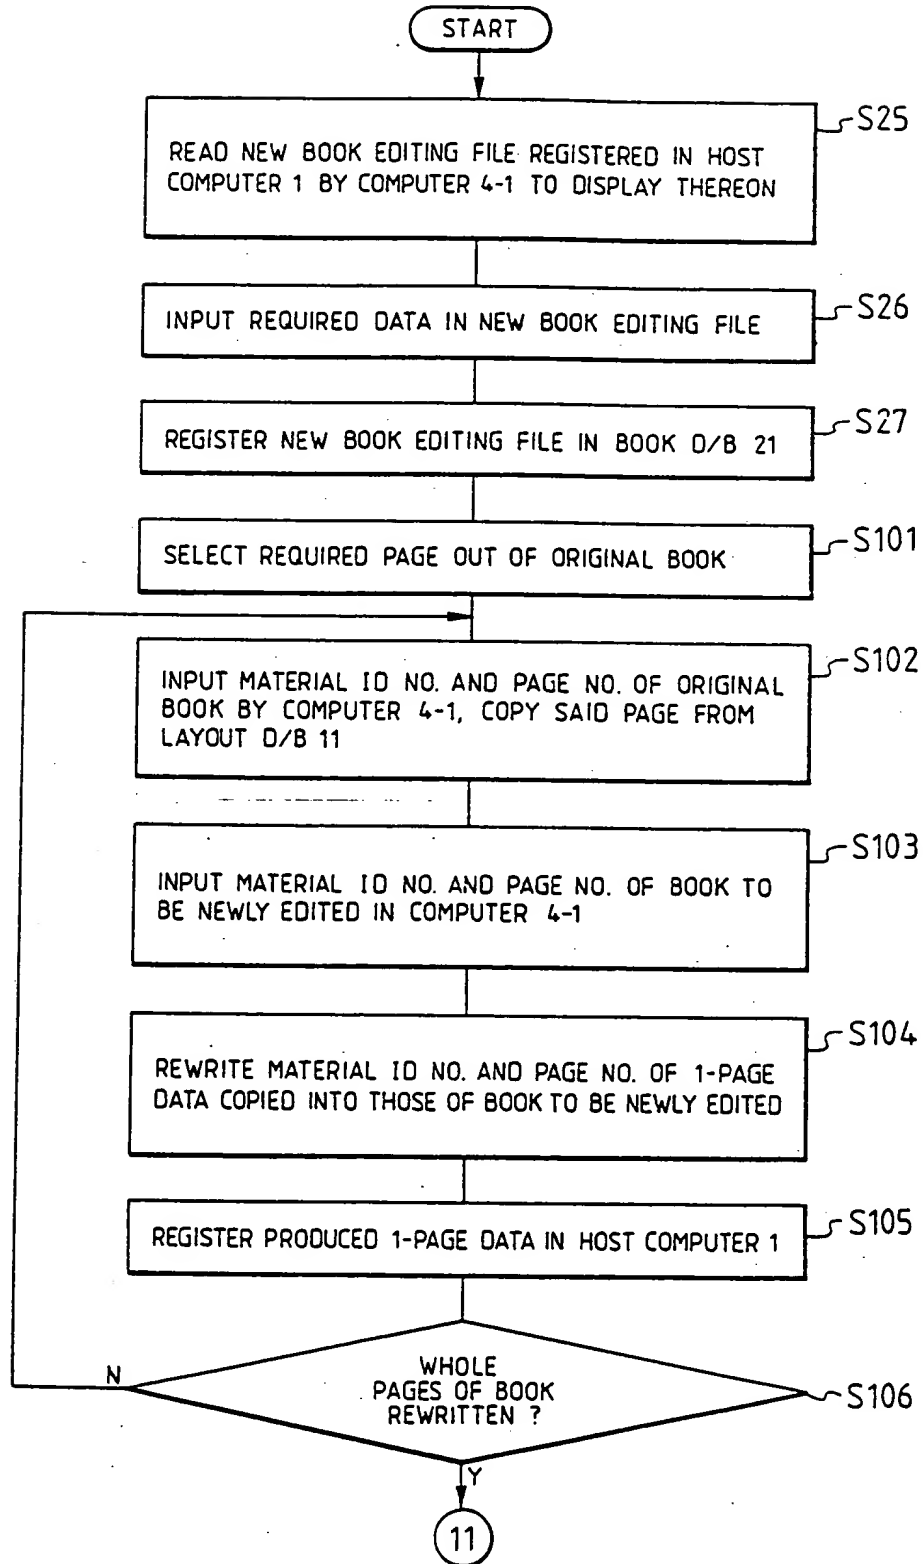 START
S25
READ NEW BOOK EDITING FILE REGISTERED IN HOST
COMPUTER 1 BY COMPUTER 4-1 TO DISPLAY THEREON
S26
INPUT REQUIRED DATA IN NEW BOOK EDITING FILE
S27
REGISTER NEW BOOK EDITING FILE IN BOOK D/B 21
S101
SELECT REQUIRED PAGE OUT OF ORIGINAL BOOK
S102
INPUT MATERIAL ID NO. AND PAGE NO. OF ORIGINAL
BOOK BY COMPUTER 4-1, COPY SAID PAGE FROM
LAYOUT D/B 11
S103
INPUT MATERIAL ID NO. AND PAGE NO. OF BOOK TO
BE NEWLY EDITED IN COMPUTER 4-1
S104
REWRITE MATERIAL ID NO. AND PAGE NO. OF 1-PAGE
DATA COPIED INTO THOSE OF BOOK TO BE NEWLY EDITED
S105
REGISTER PRODUCED 1-PAGE DATA IN HOST COMPUTER 1
N
WHOLE
PAGES OF BOOK
REWRITTEN ?
S106
Y
11